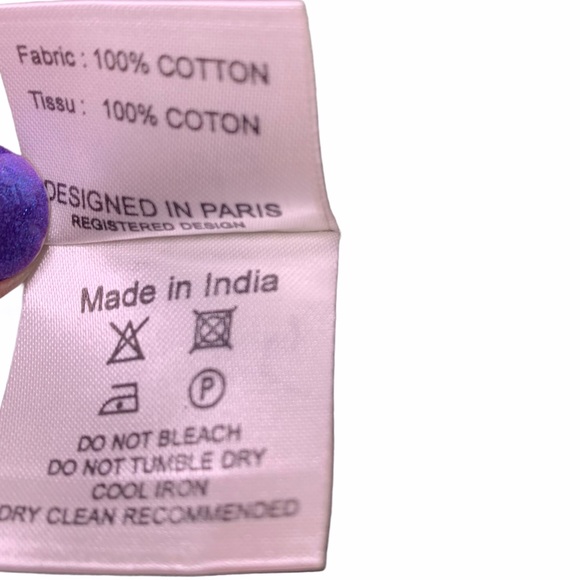 Fabric : 100% COTTON
Tissu : 100% COTON
DESIGNED IN PARIS
REGISTERED DESIGN
Made in India
P
DO NOT BLEACH
DO NOT TUMBLE DRY
COOL IRON
DRY CLEAN RECOMMENDED